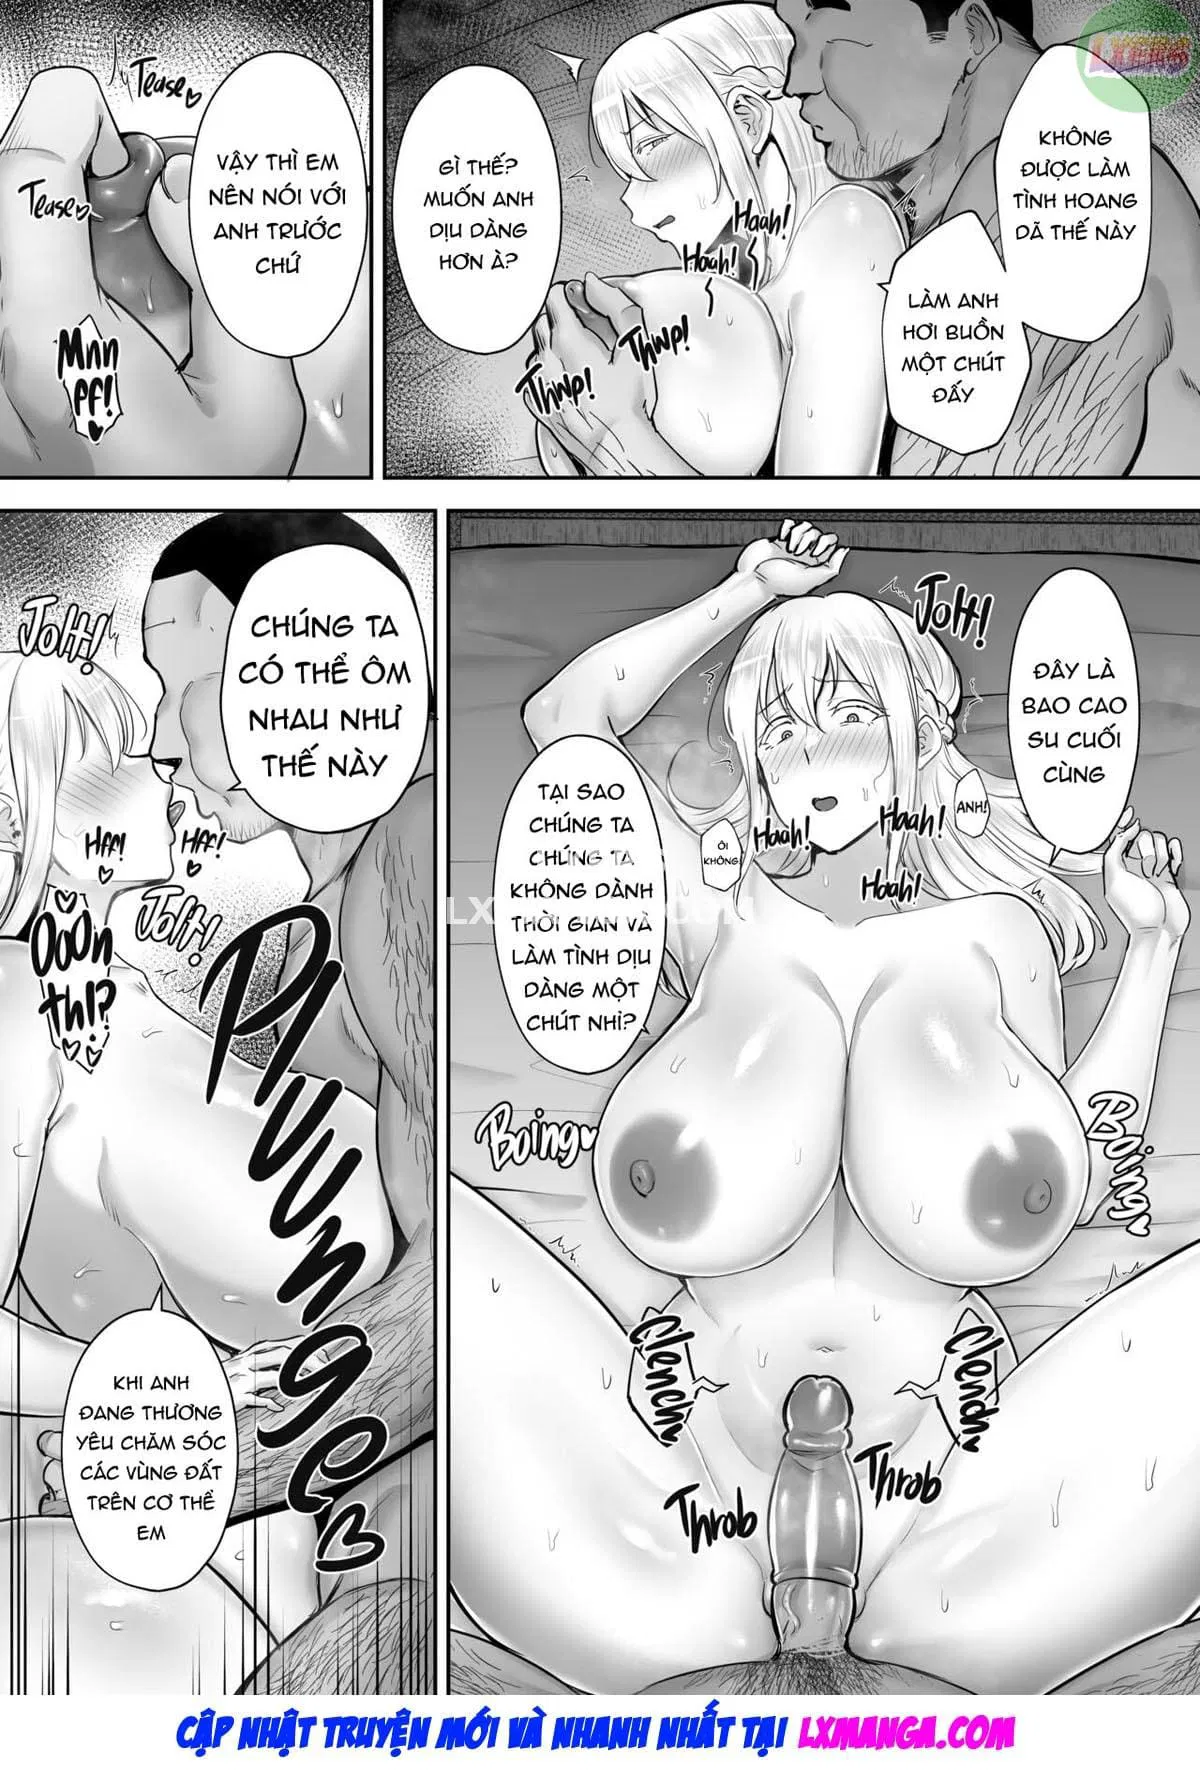 KHÔNG
ĐƯỢC LÀM
TÌNH HOANG
DÃ THẾ NÀY
LÀM ANH
HƠI BUỒN
MỘT CHÚT
ĐẤY
GÌ THẾ?
MUỐN ANH
DỊU DÀNG
HƠN À?
Haah!
Haah!
Thwp!
Thwp!
VẬY THÌ EM
NÊN NÓI VỚI
ANH TRƯỚC
CHỨ
Tease
Tease
Mnn
pf!
Jolt!
ĐÂY LÀ
BAO CAO
SU CUỐI
CÙNG
ANH!
Haah!
Haah!
Haah!
ÔI
KHÔNG!
TẠI SAO
CHÚNG TA
CHÚNG TA
KHÔNG DÀNH
THỜI GIAN VÀ
LÀM TÌNH DỊU
DÀNG MỘT
CHÚT NHỈ?
Boing
Boing
Clench
Clench
Throb
Throb
CHÚNG TA
CÓ THỂ ÔM
NHAU NHƯ
THẾ NÀY
Jolt!
Hff!
Hff!
Jolt!
Oôôn
th!?
Pluuunge
KHI ANH
ĐANG THƯƠNG
YÊU CHĂM SÓC
CÁC VÙNG ĐẤT
TRÊN CƠ THỂ
EM
CẬP NHẬT TRUYỆN MỚI VÀ NHANH NHẤT TẠI LXMANGA.COM